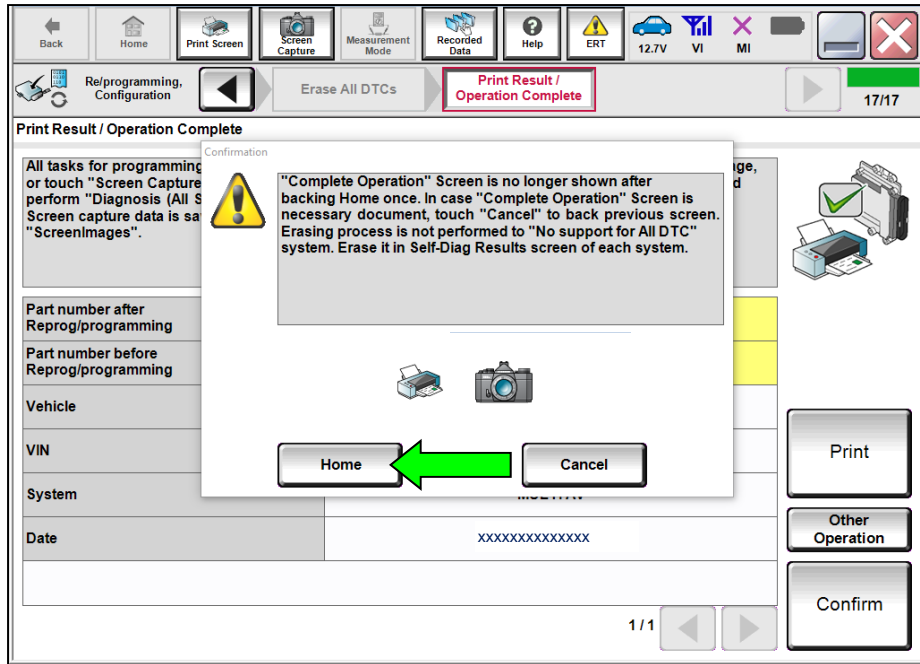 Back
Home
Print Screen
Screen
Capture
Measurement
Mode
Recorded
Data
Help
ERT
12.7V
VI
MI
Re/programming,
Configuration
Erase All DTCs
Print Result /
Operation Complete
17/17
Print Result / Operation Complete
All tasks for programming
or touch "Screen Capture
perform "Diagnosis (All S
Screen capture data is sa
"ScreenImages".
Confirmation
"Complete Operation" Screen is no longer shown after
backing Home once. In case "Complete Operation" Screen is
necessary document, touch "Cancel" to back previous screen.
Erasing process is not performed to "No support for All DTC"
system. Erase it in Self-Diag Results screen of each system.
Home
Cancel
Part number after
Reprog/programming
Part number before
Reprog/programming
Vehicle
VIN
System
Date
xxxxxxxxxxxxxx
Print
Other
Operation
Confirm
1/1